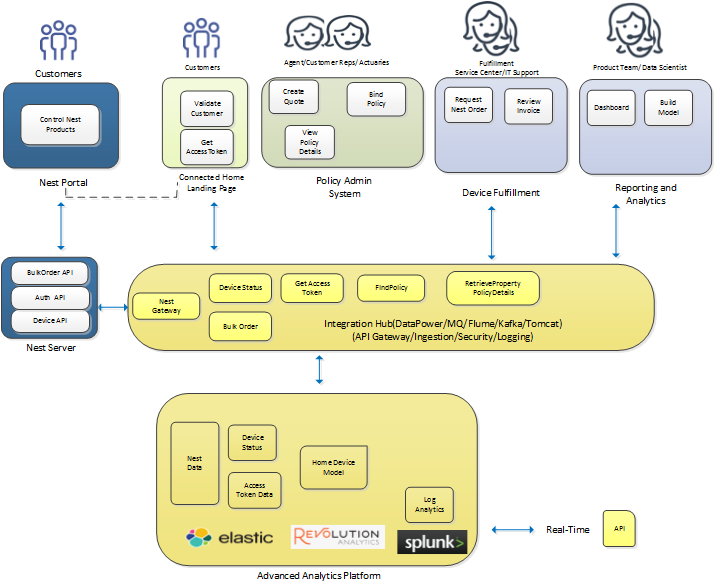 Customers
Customers
Agent/Customer Reps/Actuaries
Fulfillment
Service Center/IT Support
Product Team/ Data Scientist
Control Nest
Products
Validate
Customer
Get
Access Token
Create
Quote
Bind
Policy
View
Policy
Details
Request
Nest Order
Review
Invoice
Dashboard
Build
Model
Nest Portal
Connected Home
Landing Page
Policy Admin
System
Device Fulfillment
Reporting and
Analytics
BulkOrder API
Auth API
Device API
Nest Server
Nest
Gateway
Device Status
Bulk Order
Get Access
Token
FindPolicy
RetrieveProperty
PolicyDetails
Integration Hub(DataPower/MQ/Flume/Kafka/Tomcat)
(API Gateway/Ingestion/Security/Logging)
Nest
Data
Device
Status
Access
Token Data
Home Device
Model
Log
Analytics
elastic
REVOLUTION
ANALYTICS
splunk>
Advanced Analytics Platform
Real-Time
API